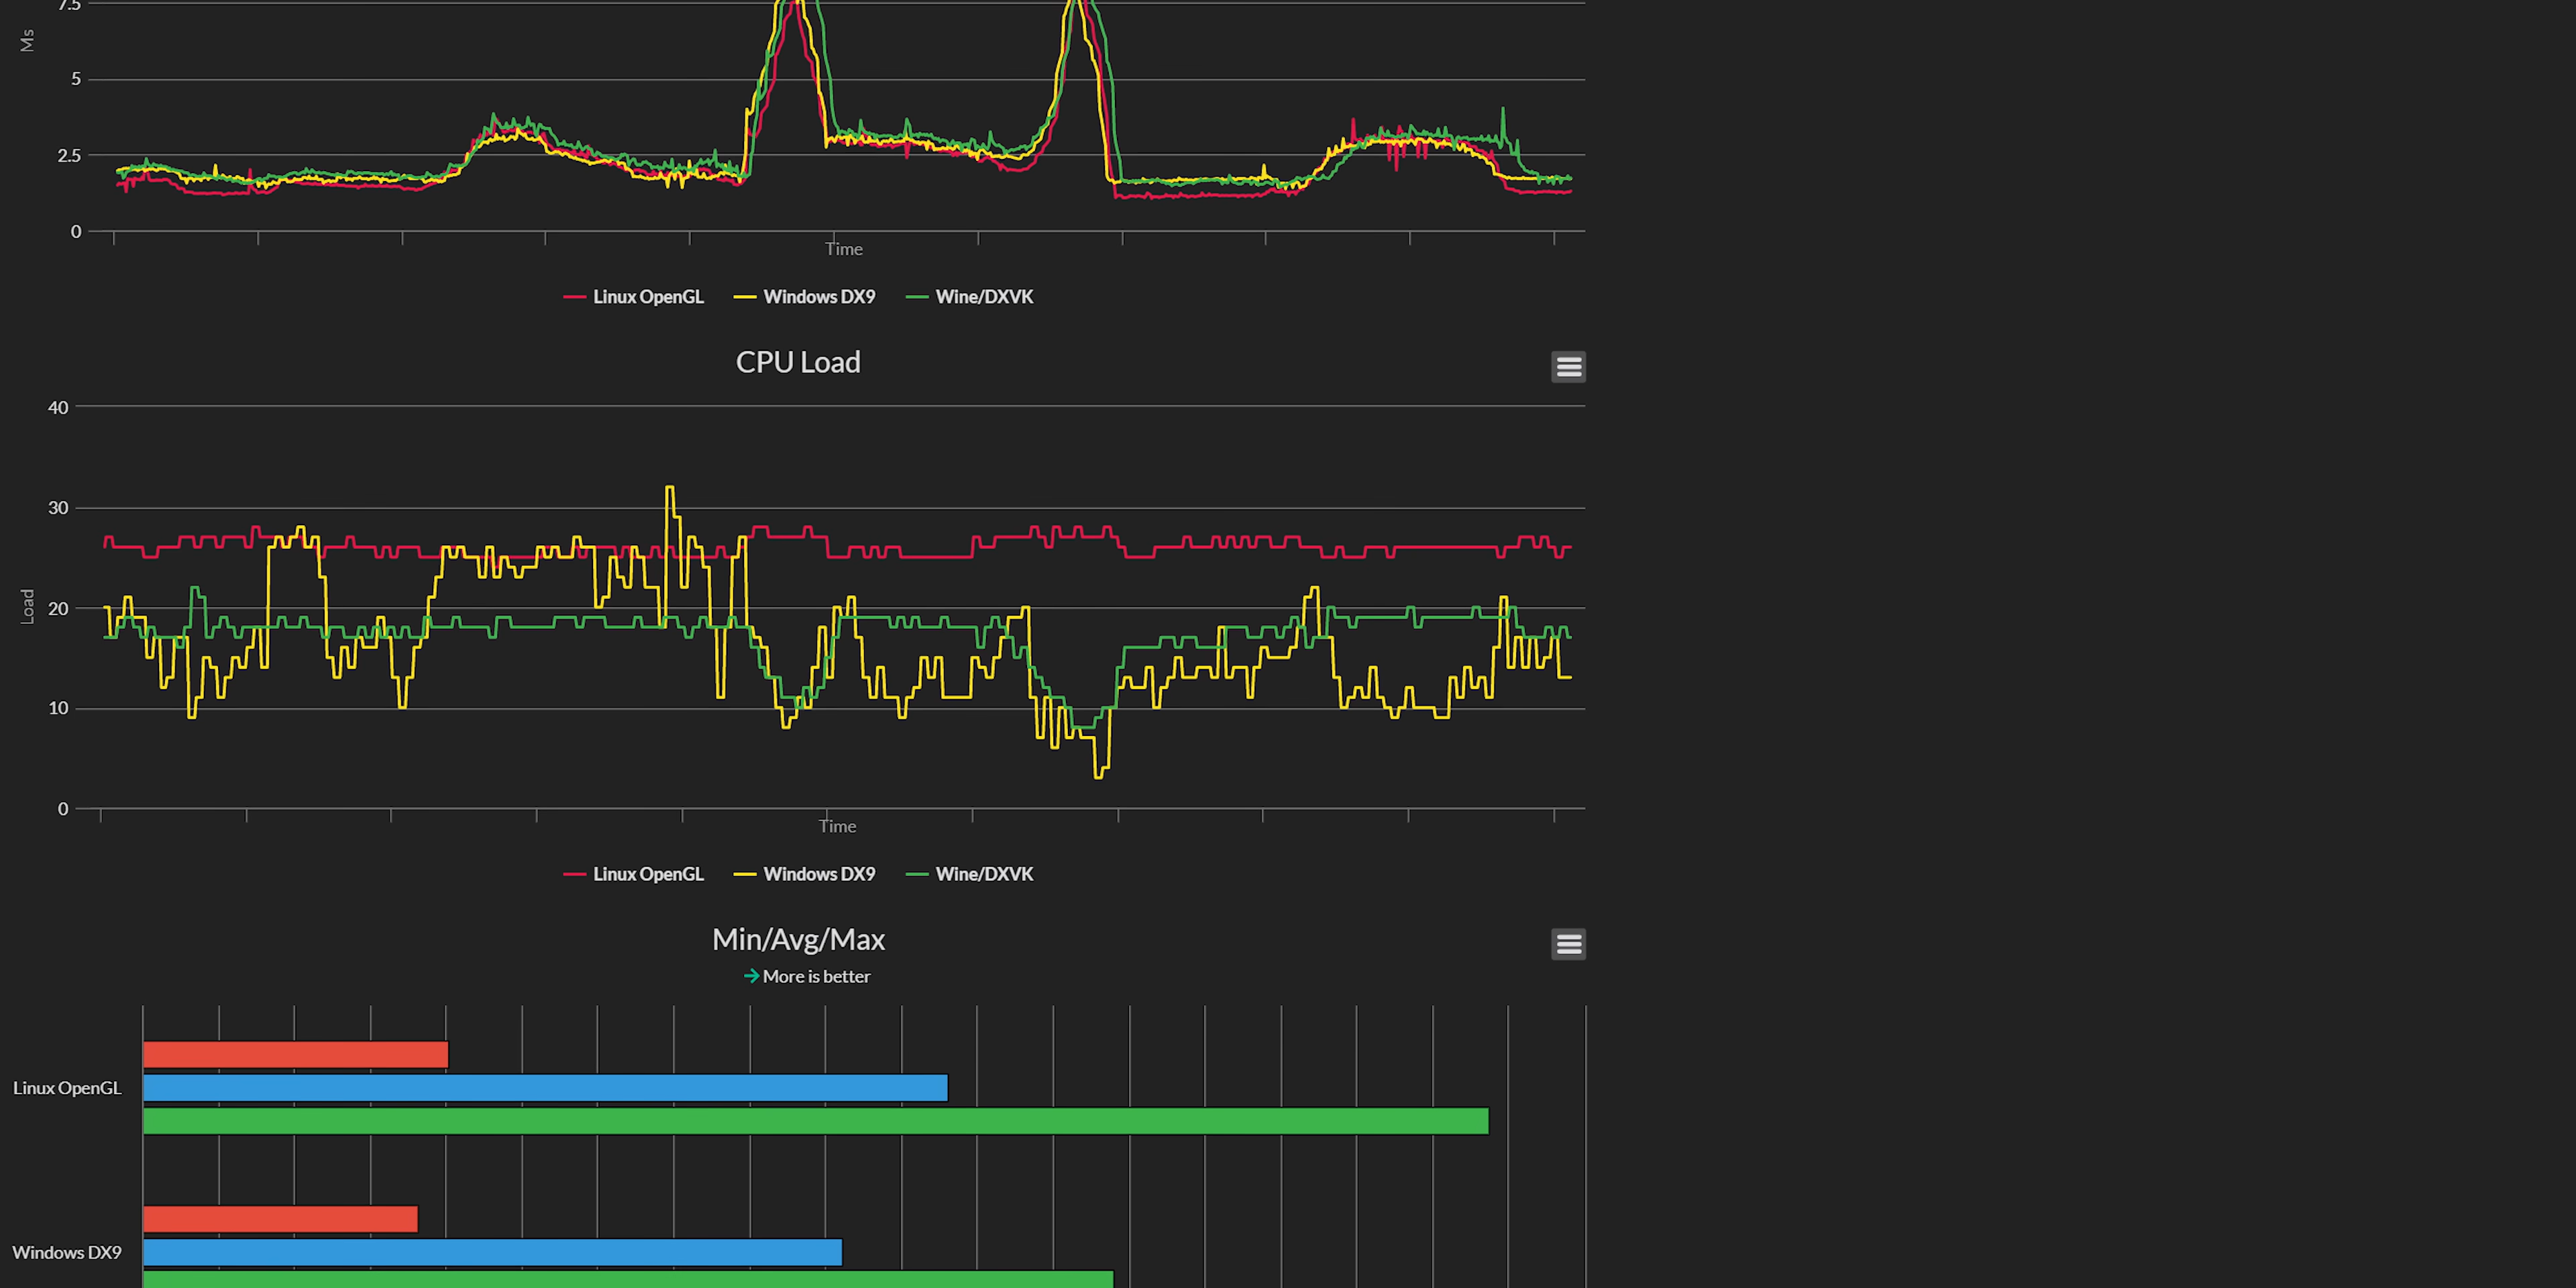 7.5
Ms
5
2.5
0
Time
Linux OpenGL Windows DX9 Wine/DXVK
CPU Load
40
30
Load
20
10
0
Time
Linux OpenGL Windows DX9 Wine/DXVK
Min/Avg/Max
More is better
Linux OpenGL
Windows DX9